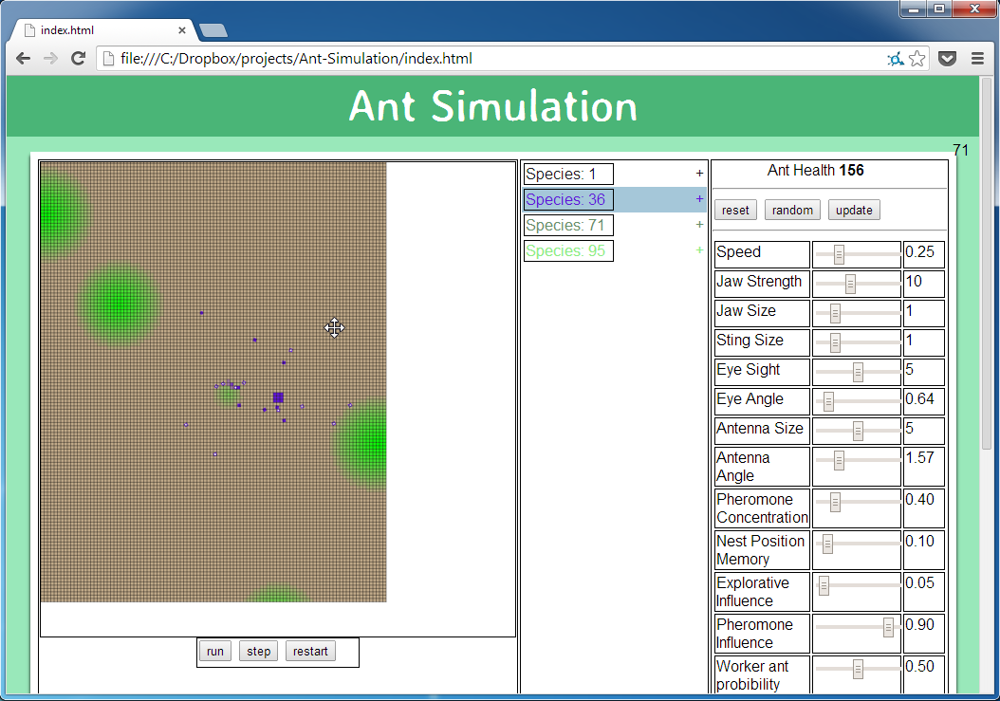 index.html
file:///C:/Dropbox/projects/Ant-Simulation/index.html
Ant Simulation
71
Species: 1 +
Species: 36 +
Species: 71 +
Species: 95 +
Ant Health 156
reset random update
Speed 0.25
Jaw Strength 10
Jaw Size 1
Sting Size 1
Eye Sight 5
Eye Angle 0.64
Antenna Size 5
Antenna
Angle 1.57
Pheromone
Concentration 0.40
Nest Position
Memory 0.10
Explorative
Influence 0.05
Pheromone
Influence 0.90
Worker ant
probibility 0.50
run step restart